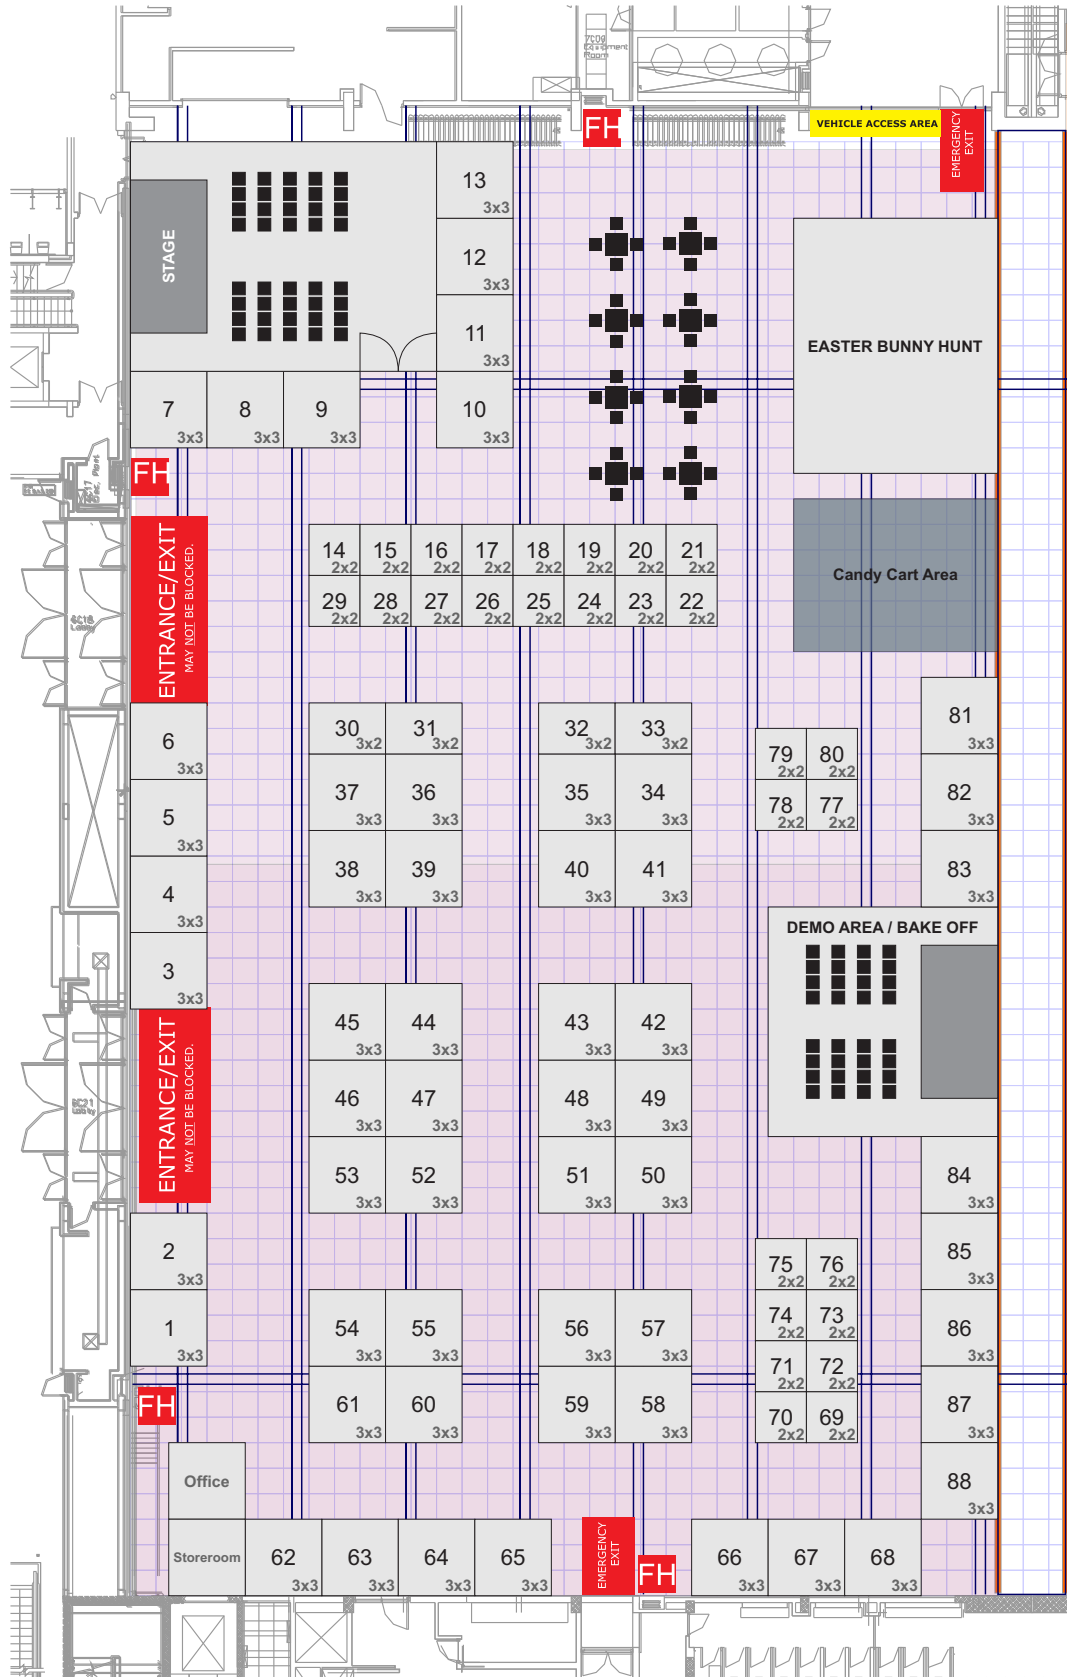 7C09
Equipment
Room
FH
VEHICLE ACCESS AREA
EMERGENCY
EXIT
STAGE
13
3x3
12
3x3
11
3x3
10
3x3
7
3x3
8
3x3
9
3x3
EASTER BUNNY HUNT
FH
ENTRANCE/EXIT
MAY NOT BE BLOCKED.
14
2x2
15
2x2
16
2x2
17
2x2
18
2x2
19
2x2
20
2x2
21
2x2
29
2x2
28
2x2
27
2x2
26
2x2
25
2x2
24
2x2
23
2x2
22
2x2
Candy Cart Area
6
3x3
5
3x3
4
3x3
3
3x3
30
3x2
31
3x2
32
3x2
33
3x2
37
3x3
36
3x3
35
3x3
34
3x3
38
3x3
39
3x3
40
3x3
41
3x3
79
2x2
80
2x2
78
2x2
77
2x2
81
3x3
82
3x3
83
3x3
DEMO AREA / BAKE OFF
ENTRANCE/EXIT
MAY NOT BE BLOCKED.
45
3x3
44
3x3
43
3x3
42
3x3
46
3x3
47
3x3
48
3x3
49
3x3
53
3x3
52
3x3
51
3x3
50
3x3
84
3x3
85
3x3
86
3x3
87
3x3
88
3x3
2
3x3
1
3x3
75
2x2
76
2x2
74
2x2
73
2x2
71
2x2
72
2x2
70
2x2
69
2x2
54
3x3
55
3x3
56
3x3
57
3x3
61
3x3
60
3x3
59
3x3
58
3x3
FH
Office
Storeroom
62
3x3
63
3x3
64
3x3
65
3x3
EMERGENCY
EXIT
FH
66
3x3
67
3x3
68
3x3